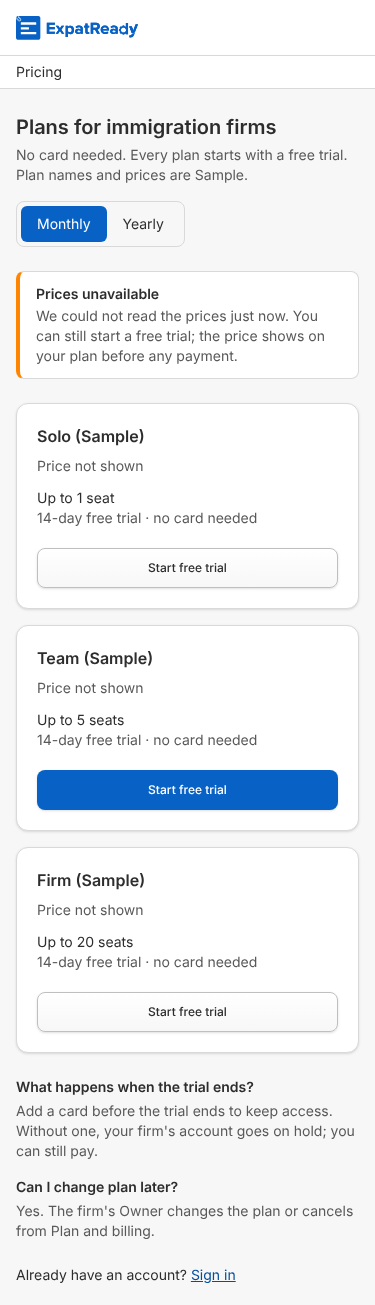 ExpatReady
Pricing
Plans for immigration firms
No card needed. Every plan starts with a free trial.
Plan names and prices are Sample.
Monthly
Yearly
Prices unavailable
We could not read the prices just now. You
can still start a free trial; the price shows on
your plan before any payment.
Solo (Sample)
Price not shown
Up to 1 seat
14-day free trial · no card needed
Start free trial
Team (Sample)
Price not shown
Up to 5 seats
14-day free trial · no card needed
Start free trial
Firm (Sample)
Price not shown
Up to 20 seats
14-day free trial · no card needed
Start free trial
What happens when the trial ends?
Add a card before the trial ends to keep access.
Without one, your firm's account goes on hold; you
can still pay.
Can I change plan later?
Yes. The firm's Owner changes the plan or cancels
from Plan and billing.
Already have an account? Sign in